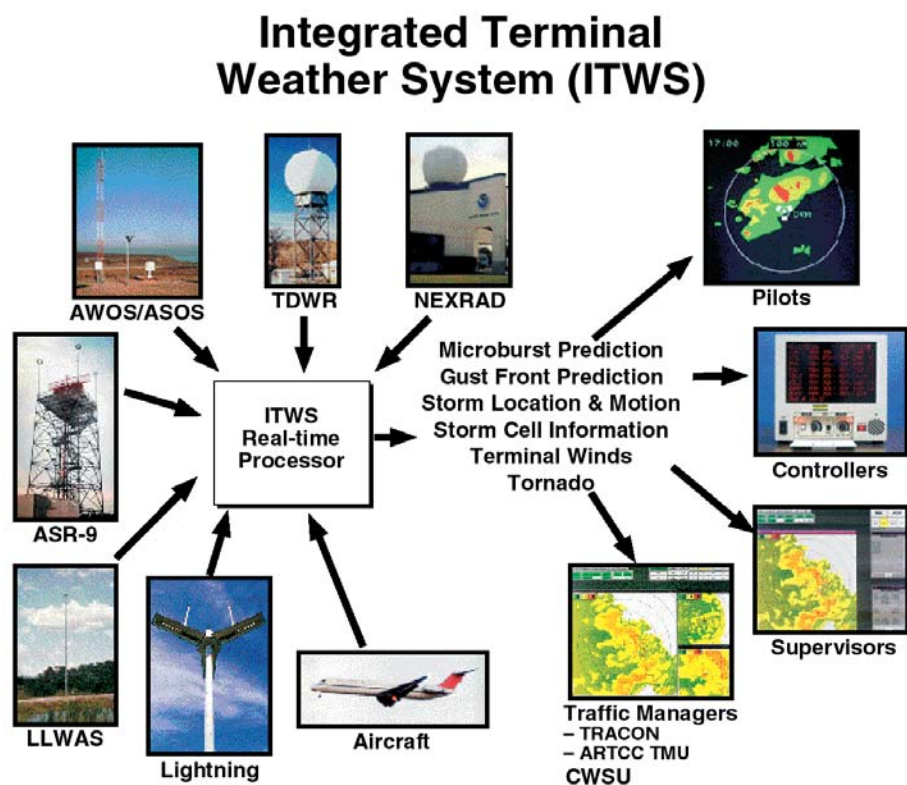 Integrated Terminal
Weather System (ITWS)
AWOS/ASOS
TDWR
NEXRAD
17:00
Pilots
ASR-9
ITWS
Real-time
Processor
Microburst Prediction
Gust Front Prediction
Storm Location & Motion
Storm Cell Information
Terminal Winds
Tornado
Controllers
LLWAS
Lightning
Aircraft
Traffic Managers
– TRACON
– ARTCC TMU
CWSU
Supervisors